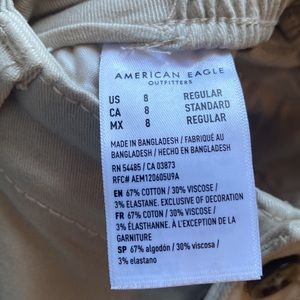 AMERICAN EAGLE
OUTFITTERS
US 8 REGULAR
CA 8 STANDARD
MX 8 REGULAR
MADE IN BANGLADESH / FABRIQUÉ AU
BANGLADESH / HECHO EN BANGLADESH
RN 54485 / CA 03873
RFC# AEM120605U9A
EN 67% COTTON / 30% VISCOSE /
3% ELASTANE. EXCLUSIVE OF DECORATION
FR 67% COTON / 30% VISCOSE /
3% ÉLASTHANNE. À L'EXCEPTION DE LA
GARNITURE
SP 67% algodón / 30% viscosa /
3% elastano